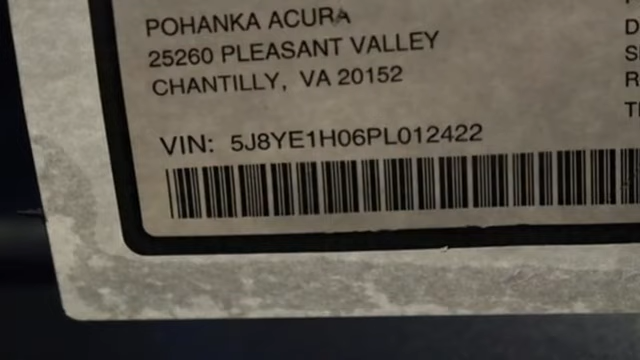 POHANKA ACURA
25260 PLEASANT VALLEY
CHANTILLY, VA 20152
VIN: 5J8YE1H06PL012422
D
S
R
T